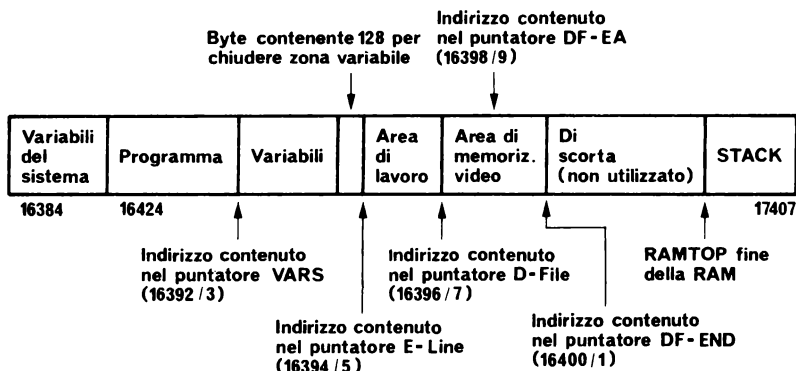 Byte contenente 128 per
chiudere zona variabile
Indirizzo contenuto
nel puntatore DF-EA
(16398/9)
Variabili
del
sistema
Programma
Variabili
Area
di
lavoro
Area di
memoriz.
video
Di
scorta
(non utilizzato)
STACK
16384
16424
17407
Indirizzo contenuto
nel puntatore VARS
(16392/3)
Indirizzo contenuto
nel puntatore D-File
(16396/7)
RAMTOP fine
della RAM
Indirizzo contenuto
nel puntatore E-Line
(16394/5)
Indirizzo contenuto
nel puntatore DF-END
(16400/1)